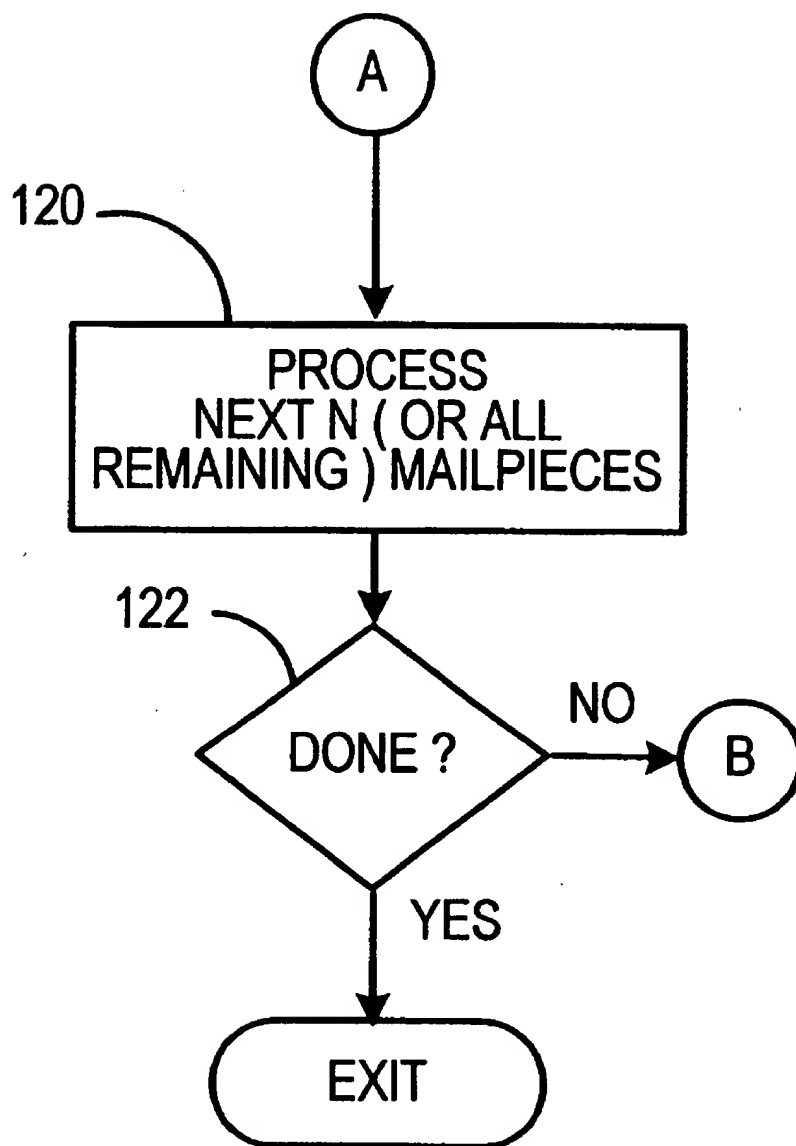 A
120
PROCESS
NEXT N ( OR ALL
REMAINING ) MAILPIECES
122
DONE ?
NO
B
YES
EXIT